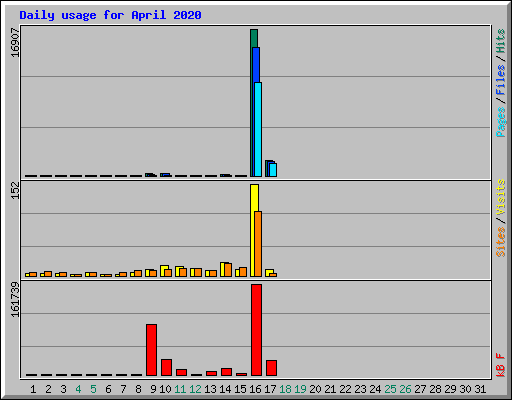 Daily usage for April 2020
16907
Pages / Files / Hits
152
Sites / Visits
161739
kB F
1 2 3 4 5 6 7 8 9 10 11 12 13 14 15 16 17 18 19 20 21 22 23 24 25 26 27 28 29 30 31